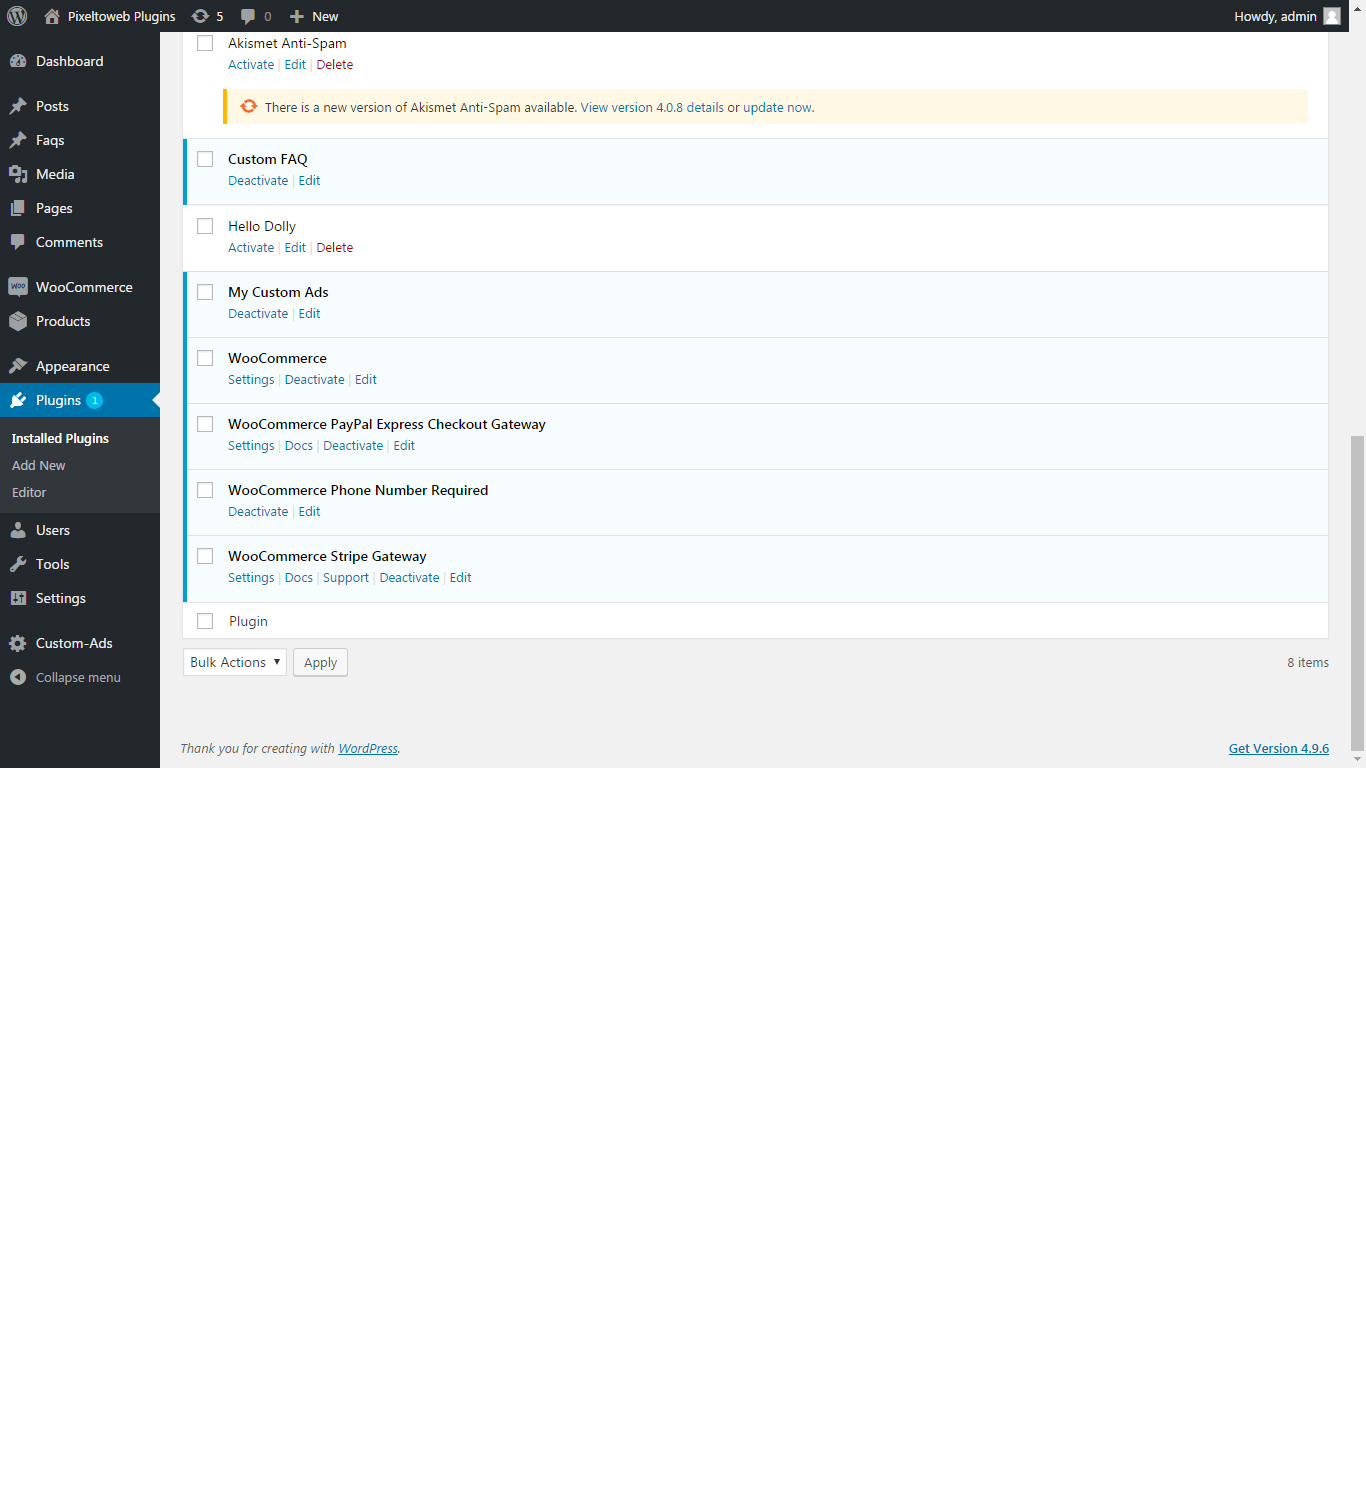 Pixeltoweb Plugins 5 0 New Howdy, admin
Dashboard
Posts
Faqs
Media
Pages
Comments
WOO WooCommerce
Products
Appearance
Plugins 1
Installed Plugins
Add New
Editor
Users
Tools
Settings
Custom-Ads
Collapse menu
Akismet Anti-Spam
Activate | Edit | Delete
There is a new version of Akismet Anti-Spam available. View version 4.0.8 details or update now.
Custom FAQ
Deactivate | Edit
Hello Dolly
Activate | Edit | Delete
My Custom Ads
Deactivate | Edit
WooCommerce
Settings | Deactivate | Edit
WooCommerce PayPal Express Checkout Gateway
Settings | Docs | Deactivate | Edit
WooCommerce Phone Number Required
Deactivate | Edit
WooCommerce Stripe Gateway
Settings | Docs | Support | Deactivate | Edit
Plugin
Bulk Actions Apply 8 items
Thank you for creating with WordPress. Get Version 4.9.6